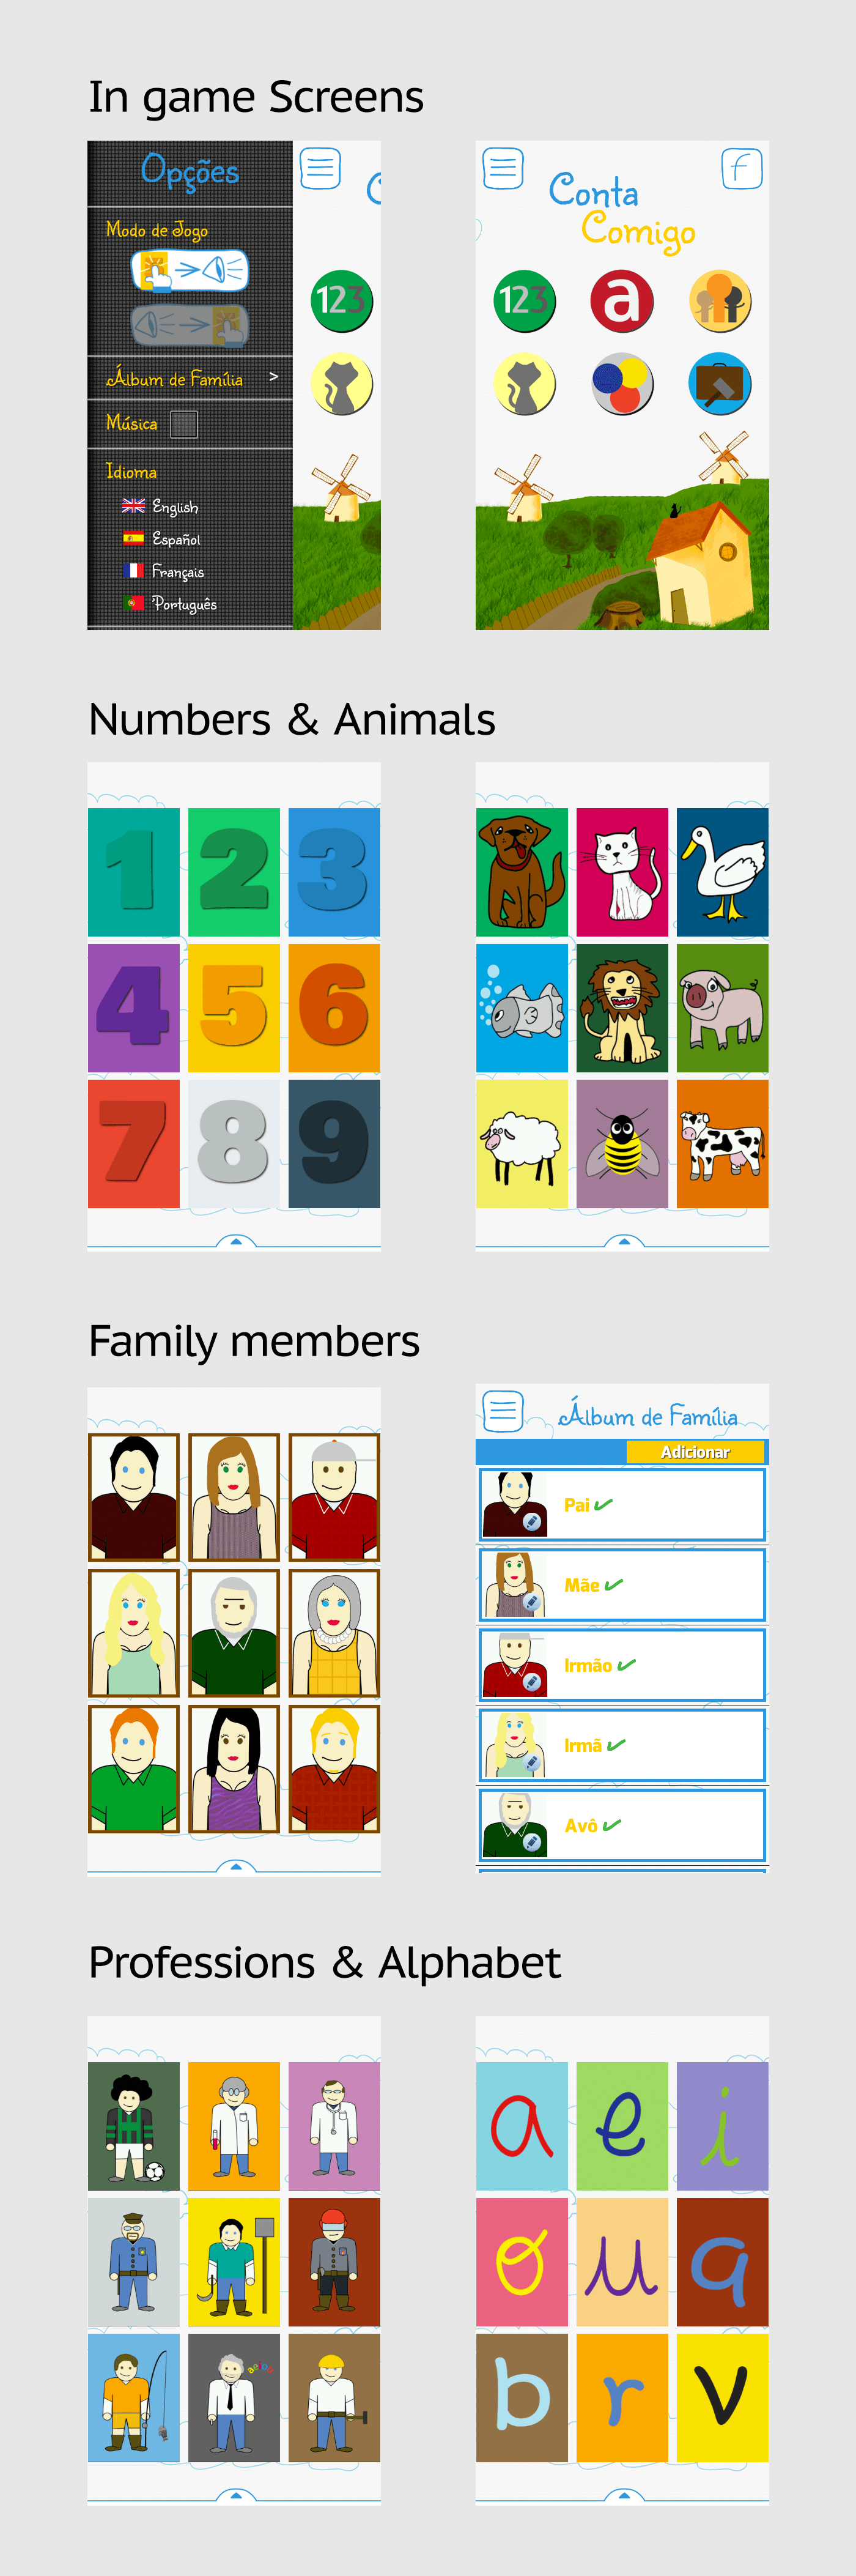 In game Screens
Opções
Modo de Jogo
Álbum de Família >
Música
Idioma
English
Español
Français
Português
C
123
f
Conta
Comigo
123 a
Numbers & Animals
1 2 3
4 5 6
7 8 9
Family members
Álbum de Família
Adicionar
Pai
Mãe
Irmão
Irmã
Avô
Professions & Alphabet
a e i
o u q
b r v